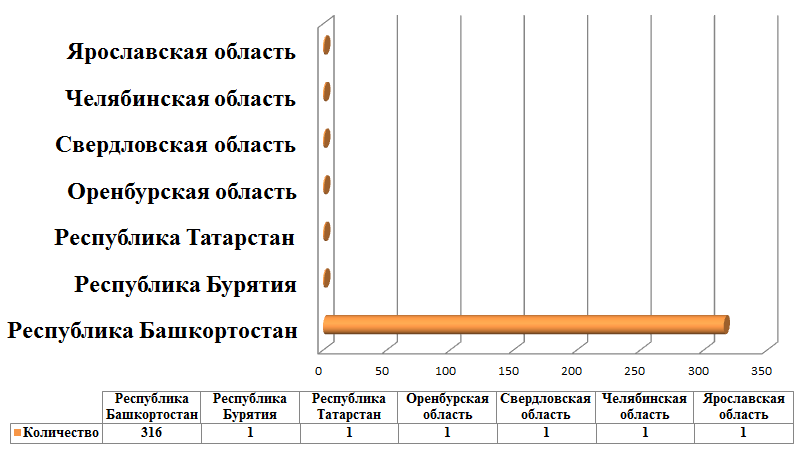 Ярославская область
Челябинская область
Свердловская область
Оренбурская область
Республика Татарстан
Республика Бурятия
Республика Башкортостан
0 50 100 150 200 250 300 350
Республика Башкортостан Республика Бурятия Республика Татарстан Оренбурская область Свердловская область Челябинская область Ярославская область
Количество 316 1 1 1 1 1 1